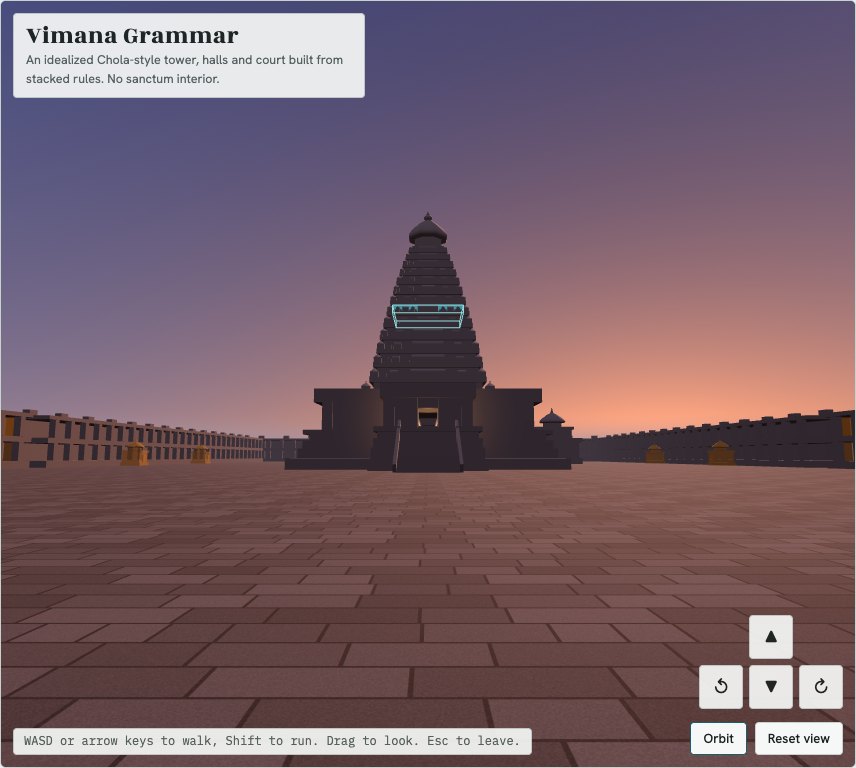 Vimana Grammar
An idealized Chola-style tower, halls and court built from
stacked rules. No sanctum interior.
WASD or arrow keys to walk, Shift to run. Drag to look. Esc to leave.
Orbit
Reset view